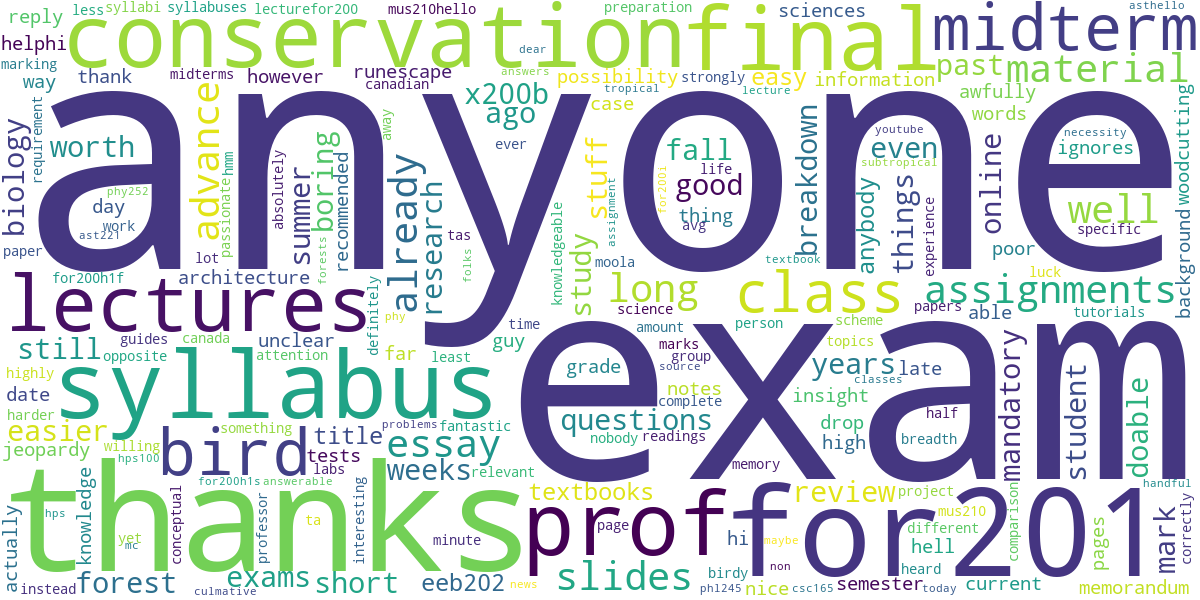 less syllabi syllabuses lecturefor200 mus210hello preparation sciences asthello
reply conservation final midterm
helphi dear
marking thank midterms however runescape answers possibility strongly easy information past material
way canadian tropical lecture case awfully
requirement advance x200b ago words
anyone
biology worth hmm boring recommended away ever stuff fall youtube even necessity ignores woodcutting
phy252 passionate absolutely summer already life subtropical
day for200i good breakdown anybody things online well
work research knowledgeable assignment thing specific
ast221 tas avg experience poor background
paper lot forests folks study moola textbook
for200h1f architecture long class assignments
lectures definitely science luck
phy time amount person scheme papers able tutorials
guides unclear guy marks topics mandatory
still canada attention far group years late
opposite least source classes student doable
highly syllabus grade notes complete insight
exam
date half
harder something problems fantastic questions drop
easier title essay nobody readings high breadth
jeopardy willing bird tests weeks relevant memory
hps100 labs
knowledge for200h1s answerable textbooks review project handful
thanks prof for201 mark
actually hps professor conceptual ta interesting page mus210 comparison pages correctly
yet minute hi different hell
mc heard
instead forest exams short eeb202 slides birdy non maybe semester current memorandum
culmative news nice phl245 csc165 today